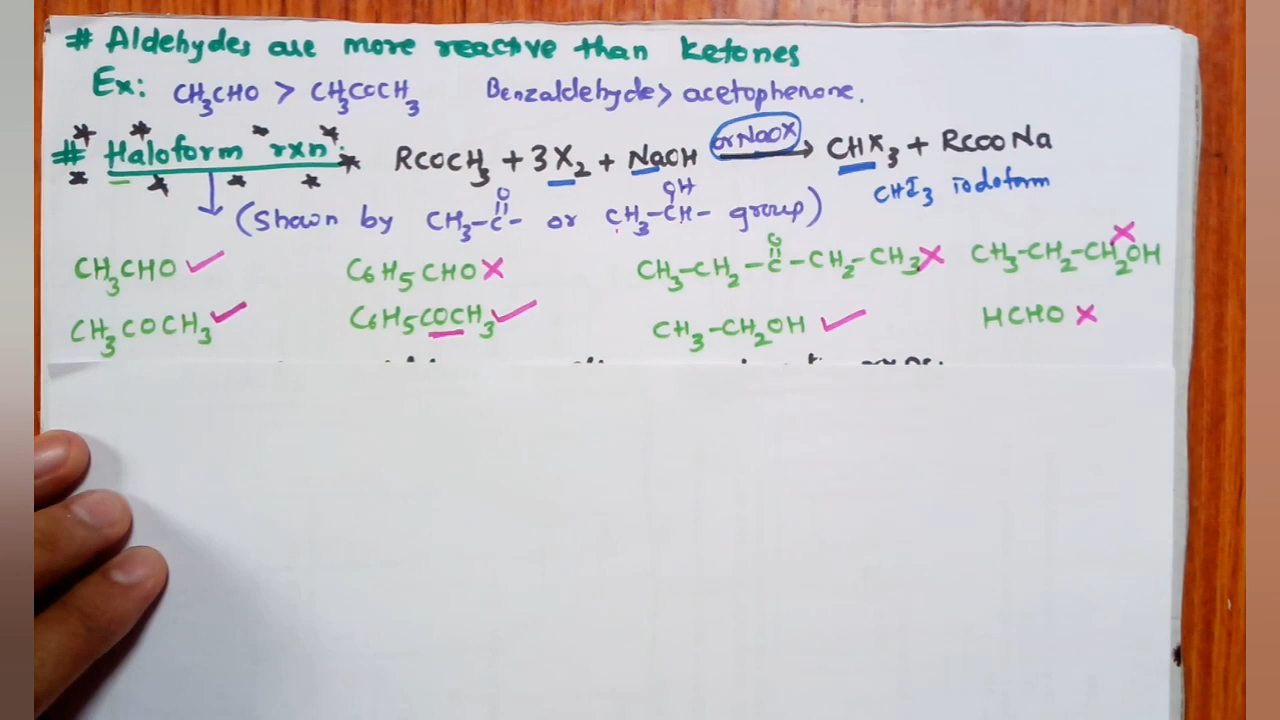 # Aldehydes are more reactive than ketones
Ex: CH3CHO > CH3COCH3 Benzaldehyde > acetophenone.
# Haloform rxn: RCOCH3 + 3X2 + NaOH (or NaOX) → CHX3 + RCOONa
CHI3 iodoform
(Shown by CH3-C(=O)- or CH3-CH(OH)- group)
CH3CHO ✓ C6H5CHO × CH3-CH2-C(=O)-CH2-CH3 × CH3-CH2-CH2OH ×
CH3COCH3 ✓ C6H5COCH3 ✓ CH3-CH2OH ✓ HCHO ×